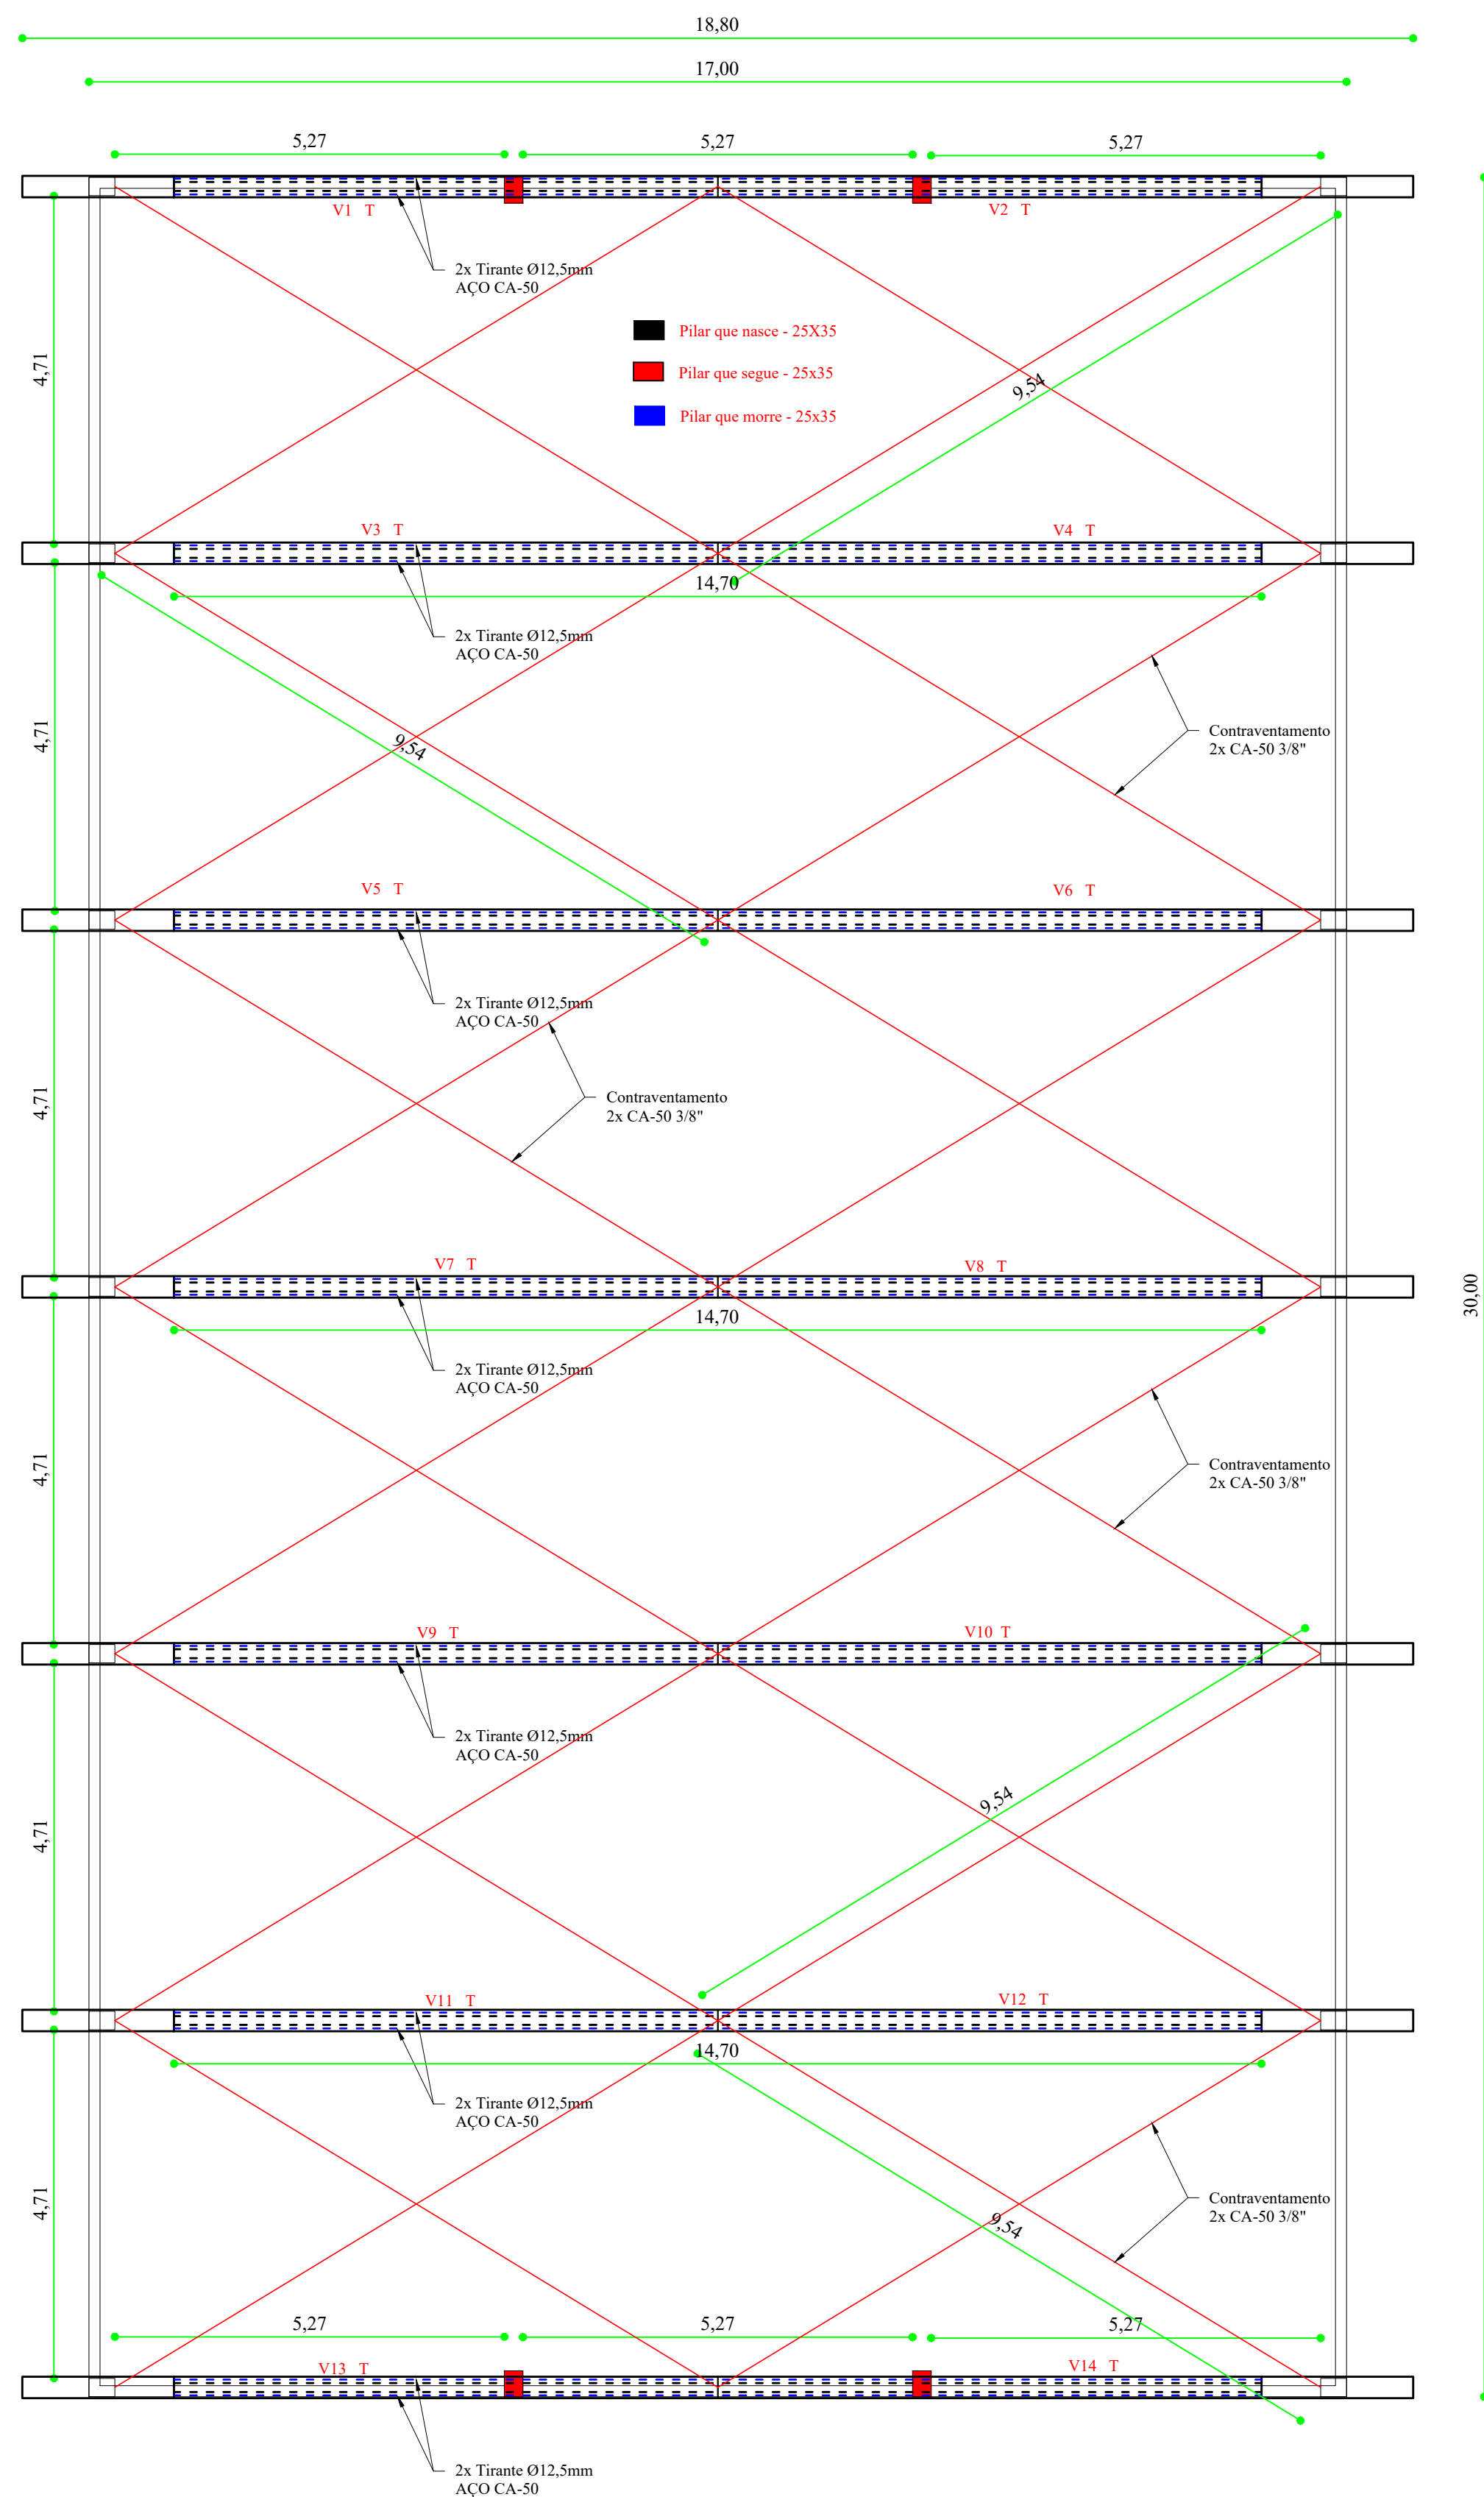 18,80
17,00
5,27
5,27
5,27
V1 T
V2 T
2x Tirante Ø12,5mm
AÇO CA-50
Pilar que nasce - 25X35
Pilar que segue - 25x35
Pilar que morre - 25x35
4,71
9,54
V3 T
V4 T
14,70
2x Tirante Ø12,5mm
AÇO CA-50
4,71
9,54
Contraventamento
2x CA-50 3/8"
V5 T
V6 T
2x Tirante Ø12,5mm
AÇO CA-50
4,71
Contraventamento
2x CA-50 3/8"
V7 T
V8 T
30,00
14,70
2x Tirante Ø12,5mm
AÇO CA-50
4,71
Contraventamento
2x CA-50 3/8"
V9 T
V10 T
2x Tirante Ø12,5mm
AÇO CA-50
4,71
9,54
V11 T
V12 T
14,70
2x Tirante Ø12,5mm
AÇO CA-50
4,71
Contraventamento
2x CA-50 3/8"
9,54
5,27
5,27
5,27
V13 T
V14 T
2x Tirante Ø12,5mm
AÇO CA-50